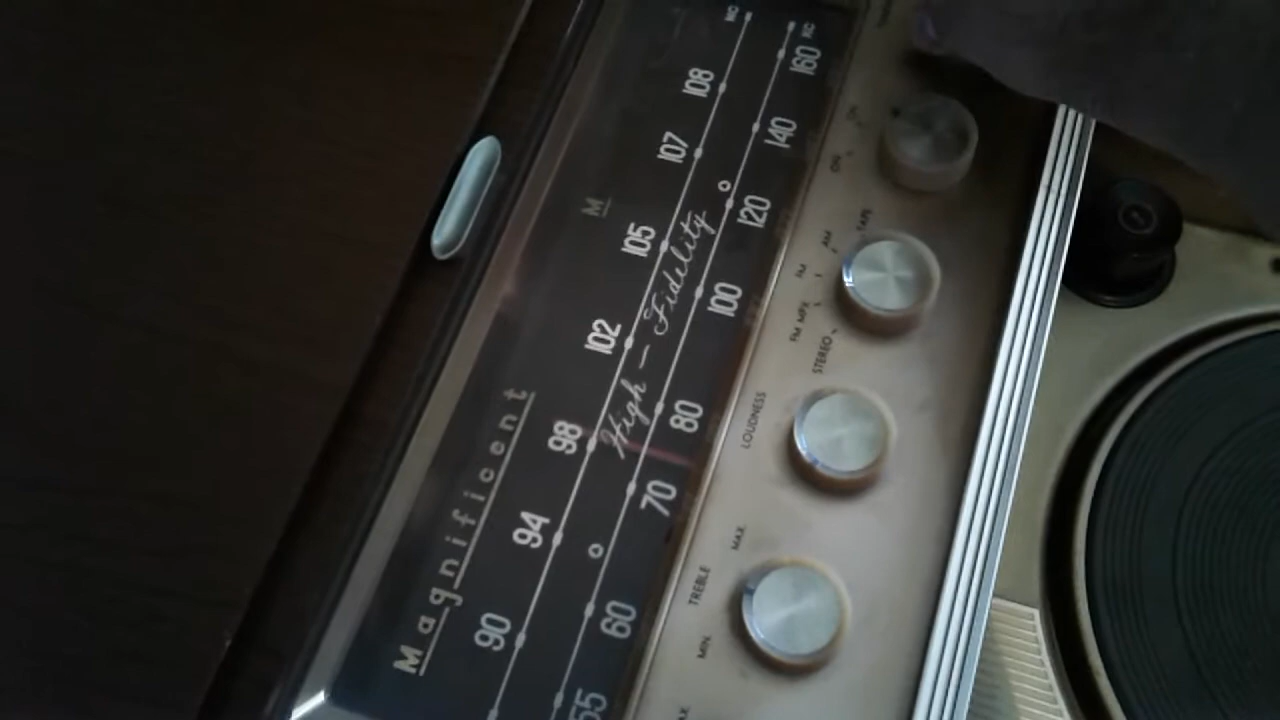 Magnificent
M
90 94 98 102 105 107 108 MC
High-Fidelity
55 60 70 80 100 120 140 160 KC
MIN. TREBLE MAX.
LOUDNESS
STEREO FM MPX FM AM TAPE